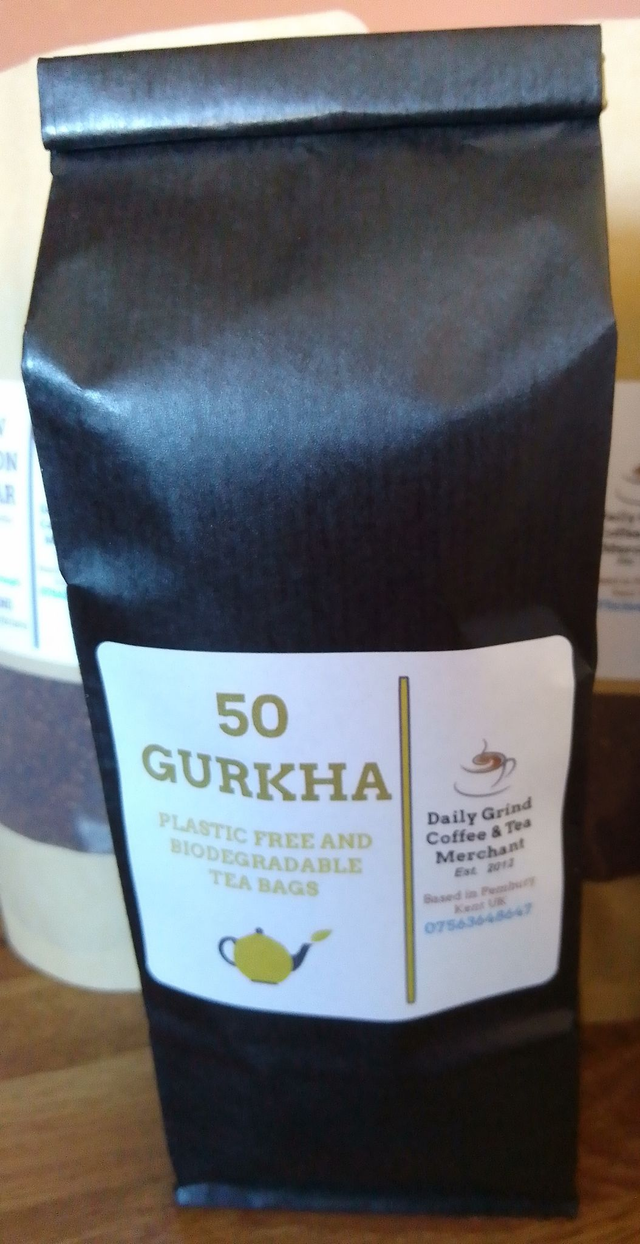 50
GURKHA
PLASTIC FREE AND
BIODEGRADABLE
TEA BAGS
Daily Grind
Coffee & Tea
Merchant
Est. 2012
Based in Pembury
Kent UK
07563648647